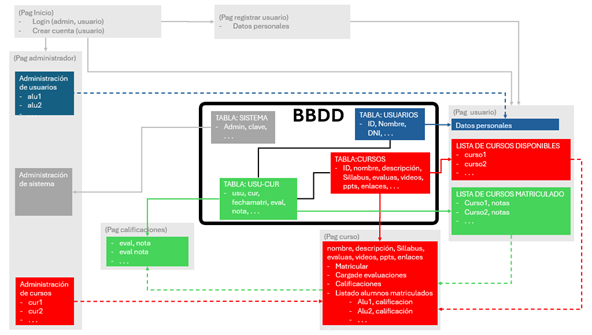 (Pag Inicio)
- Login (admin, usuario)
- Crear cuenta (usuario)
(Pag registrar usuario)
- Datos personales
(Pag administrador)
Administración
de usuarios
- alu1
- alu2
-
Administración
de sistema
Administración
de cursos
- cur1
- cur2
- ...
BBDD
TABLA: SISTEMA
- Admin, clave,
...
TABLA: USUARIOS
- ID, Nombre,
DNI, ...
TABLA:CURSOS
- ID, nombre, descripción,
Sillabus, evaluas, videos,
ppts, enlaces, ...
TABLA: USU-CUR
- usu, cur,
fechamatri, eval,
nota, ...
(Pag usuario)
Datos personales
LISTA DE CURSOS DISPONIBLES
- curso1
- curso2
- ...
LISTA DE CURSOS MATRICULADO
- Curso1, notas
- Curso2, notas
- ...
(Pag calificaciones)
- eval, nota
- eval nota
- ...
(Pag curso)
nombre, descripción, Sillabus,
evaluas, videos, ppts, enlaces
- Matricular
- Cargade evaluaciones
- Calificaciones
- Listado alumnos matriculados
- Alu1, calificacion
- Alu2, calificación
- ...